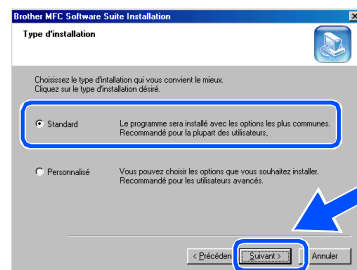 Brother MFC Software Suite Installation
Type d'installation
Choisissez le type d'intallation qui vous convient le mieux.
Cliquez sur le type d'installation désiré.
Standard
Le programme sera installé avec les options les plus communes.
Recommandé pour la plupart des utilisateurs,
Personnalisé
Vous pouvez choisir les options que vous souhaitez installer.
Recommandé pour les utilisateurs avancés.
< Précéden
Suivant >
Annuler